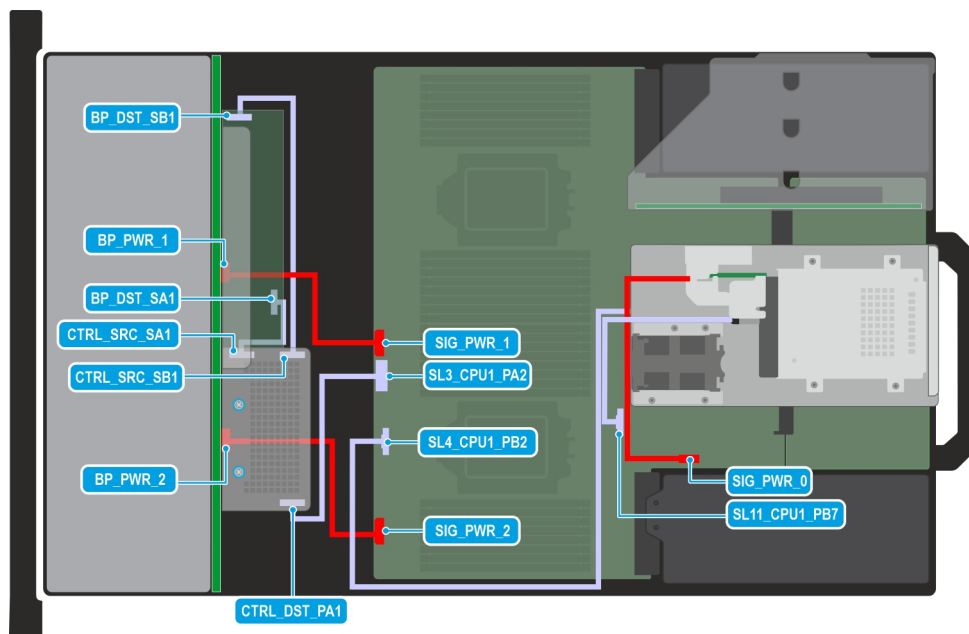 BP_DST_SB1
BP_PWR_1
BP_DST_SA1
CTRL_SRC_SA1
CTRL_SRC_SB1
BP_PWR_2
CTRL_DST_PA1
SIG_PWR_1
SL3_CPU1_PA2
SL4_CPU1_PB2
SIG_PWR_2
SIG_PWR_0
SL11_CPU1_PB7